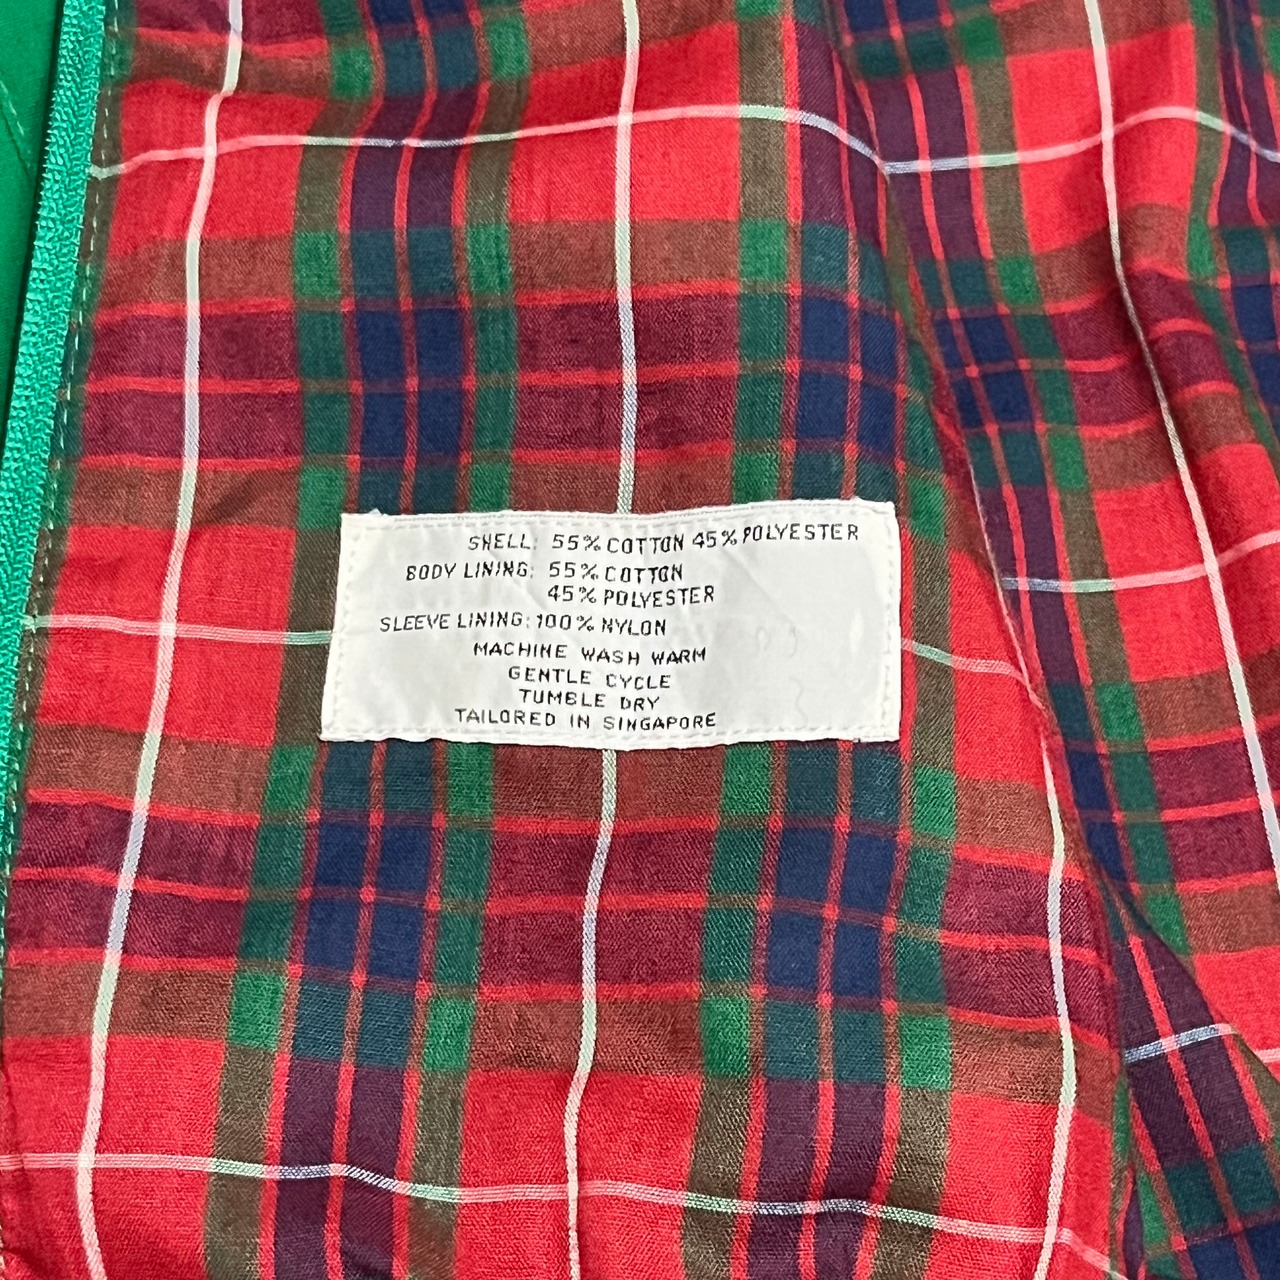 SHELL: 55% COTTON 45% POLYESTER
BODY LINING: 55% COTTON
45% POLYESTER
SLEEVE LINING: 100% NYLON
MACHINE WASH WARM
GENTLE CYCLE
TUMBLE DRY
TAILORED IN SINGAPORE